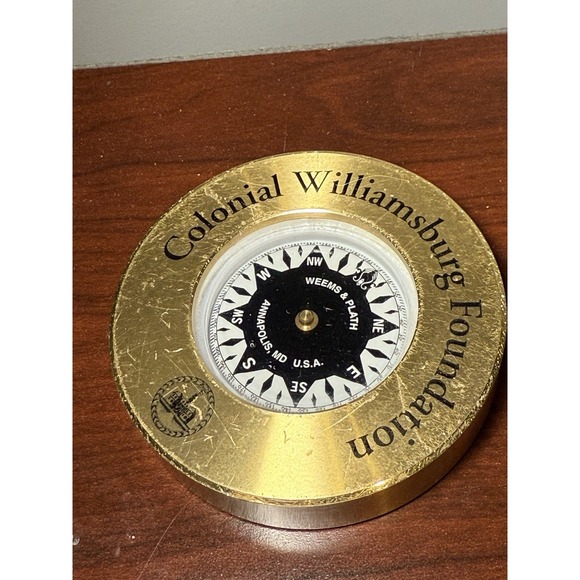 Colonial Williamsburg Foundation
NW
NE
E
SE
S
SW
W
WEEMS & PLATH
ANNAPOLIS, MD U.S.A.